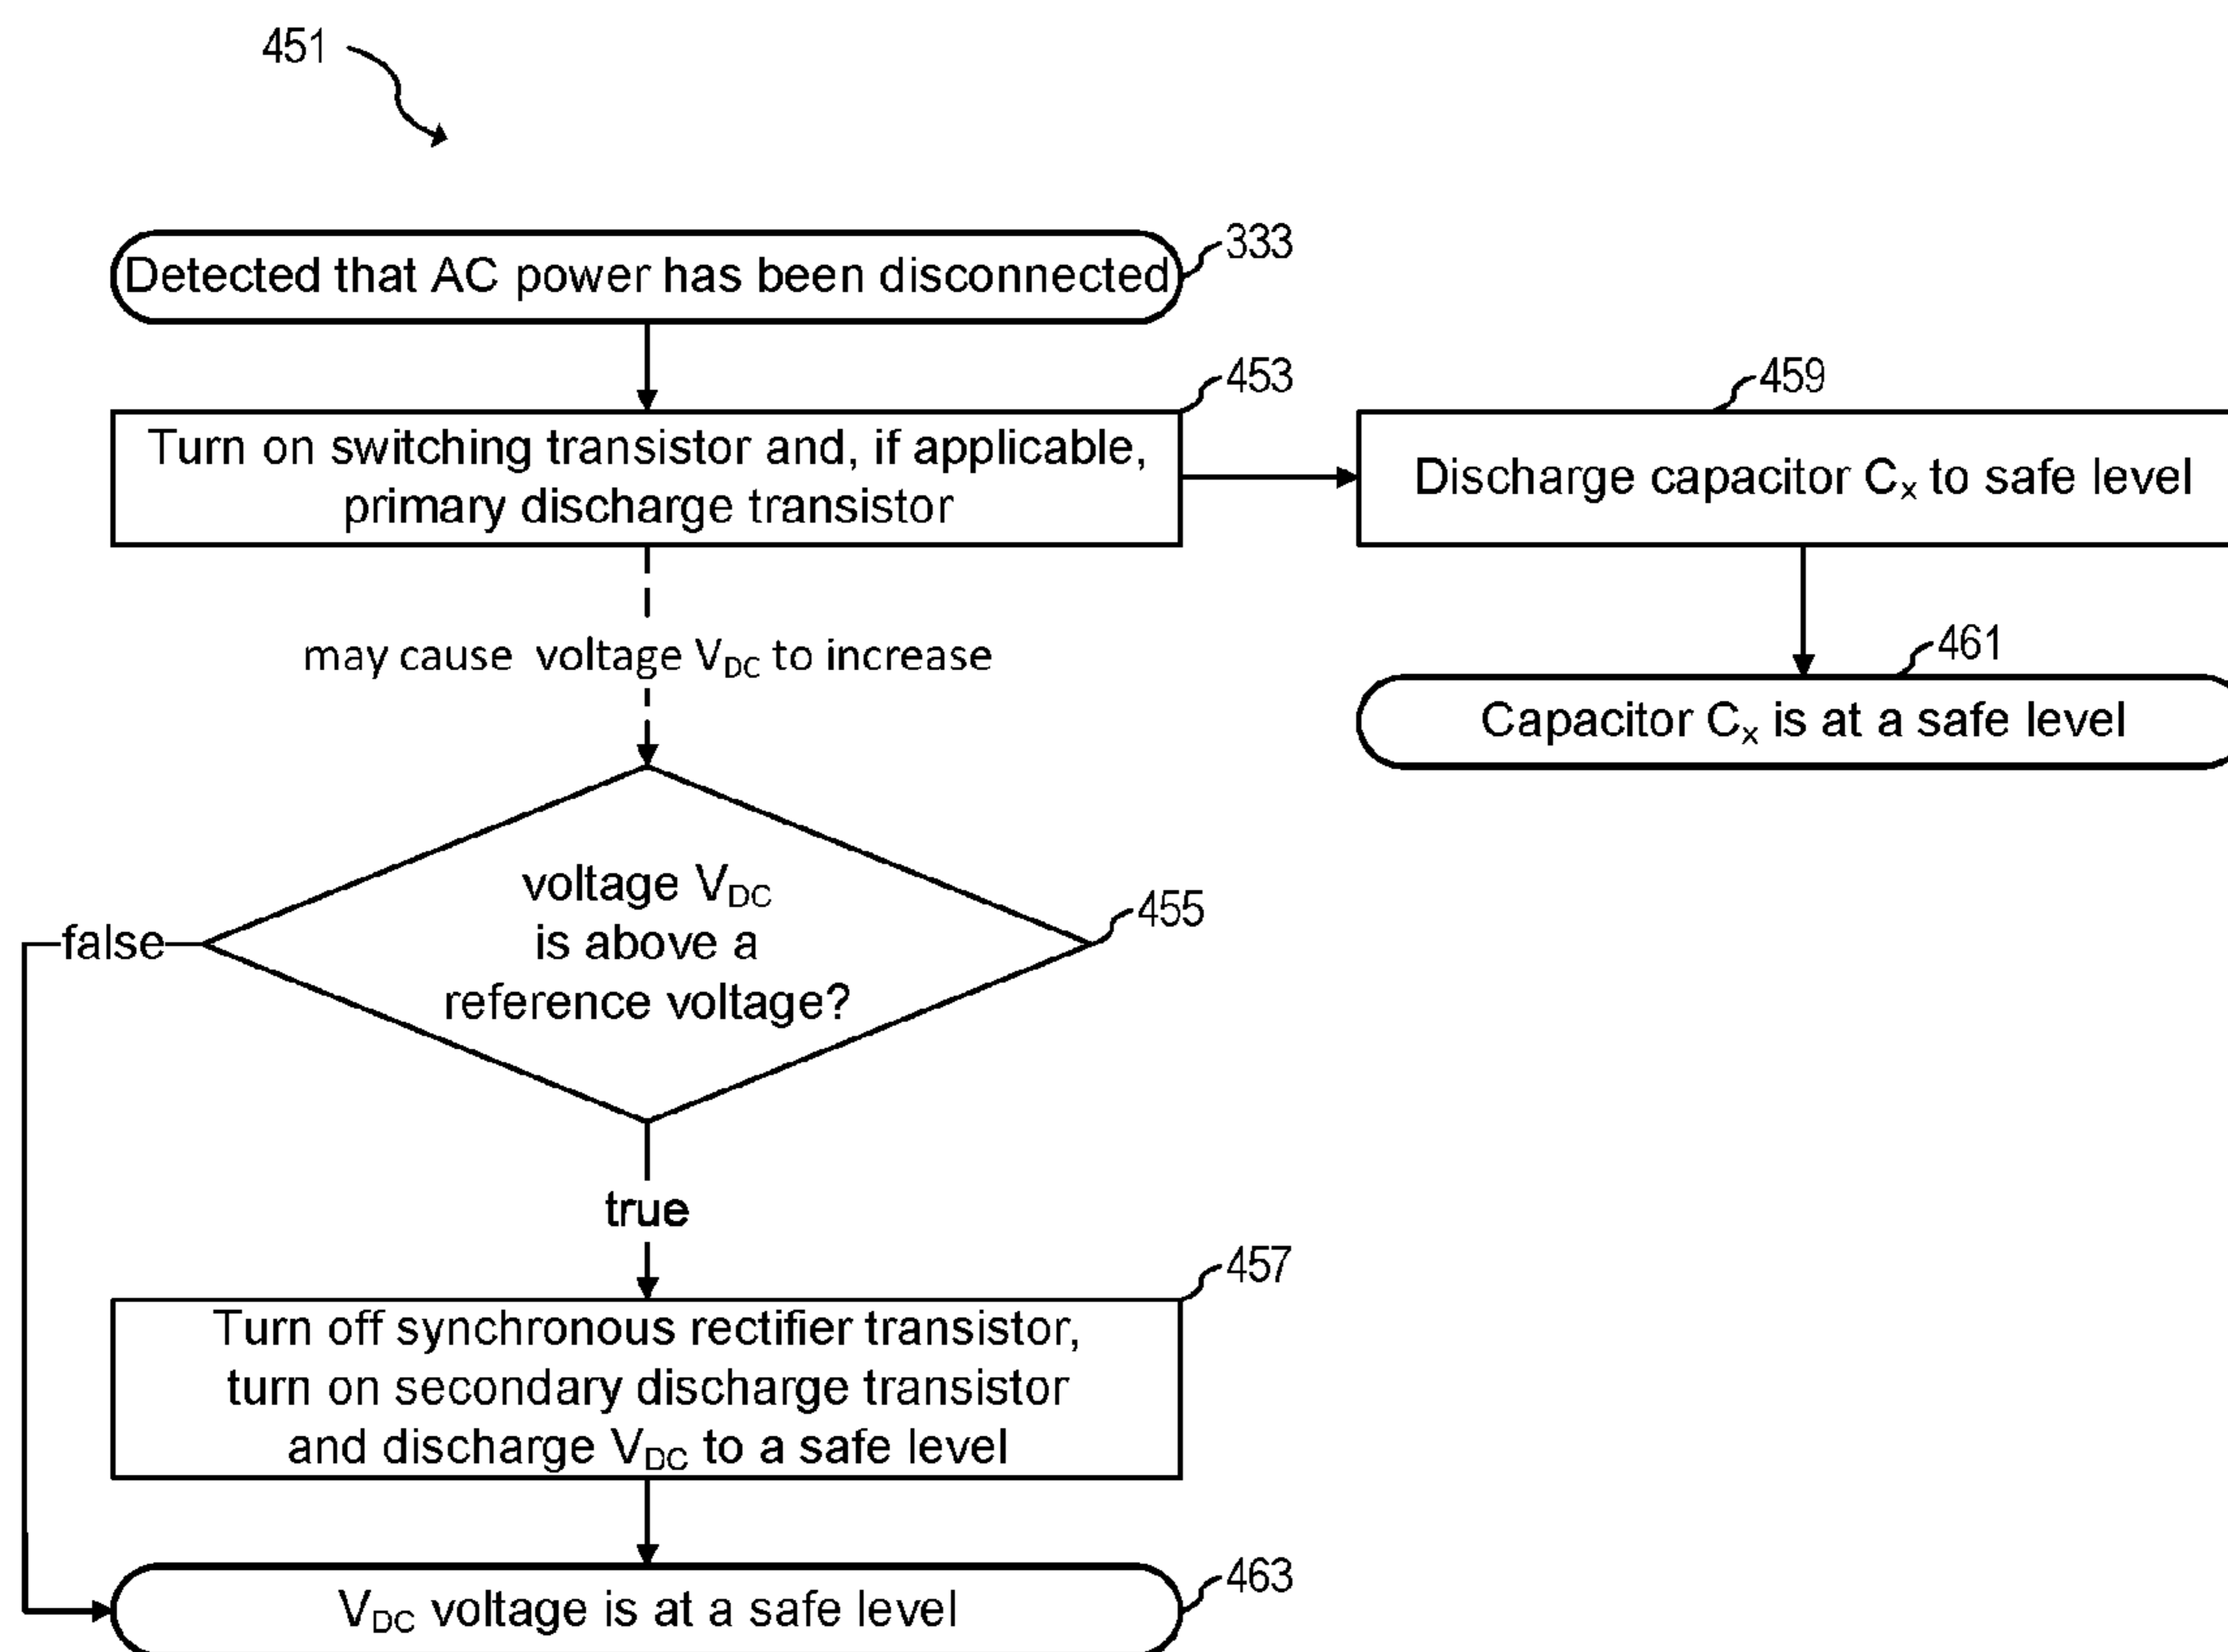 451
Detected that AC power has been disconnected
333
453
Turn on switching transistor and, if applicable,
primary discharge transistor
459
Discharge capacitor Cx to safe level
may cause voltage VDC to increase
461
Capacitor Cx is at a safe level
voltage VDC
is above a
reference voltage?
455
false
true
457
Turn off synchronous rectifier transistor,
turn on secondary discharge transistor
and discharge VDC to a safe level
VDC voltage is at a safe level
463